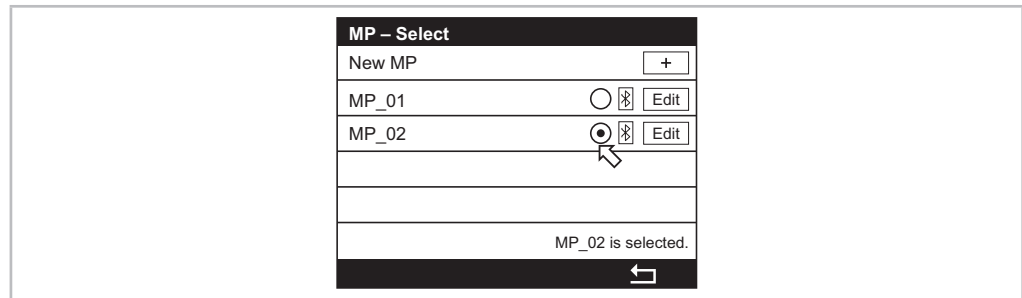 MP – Select
New MP +
MP_01 Edit
MP_02 Edit
MP_02 is selected.